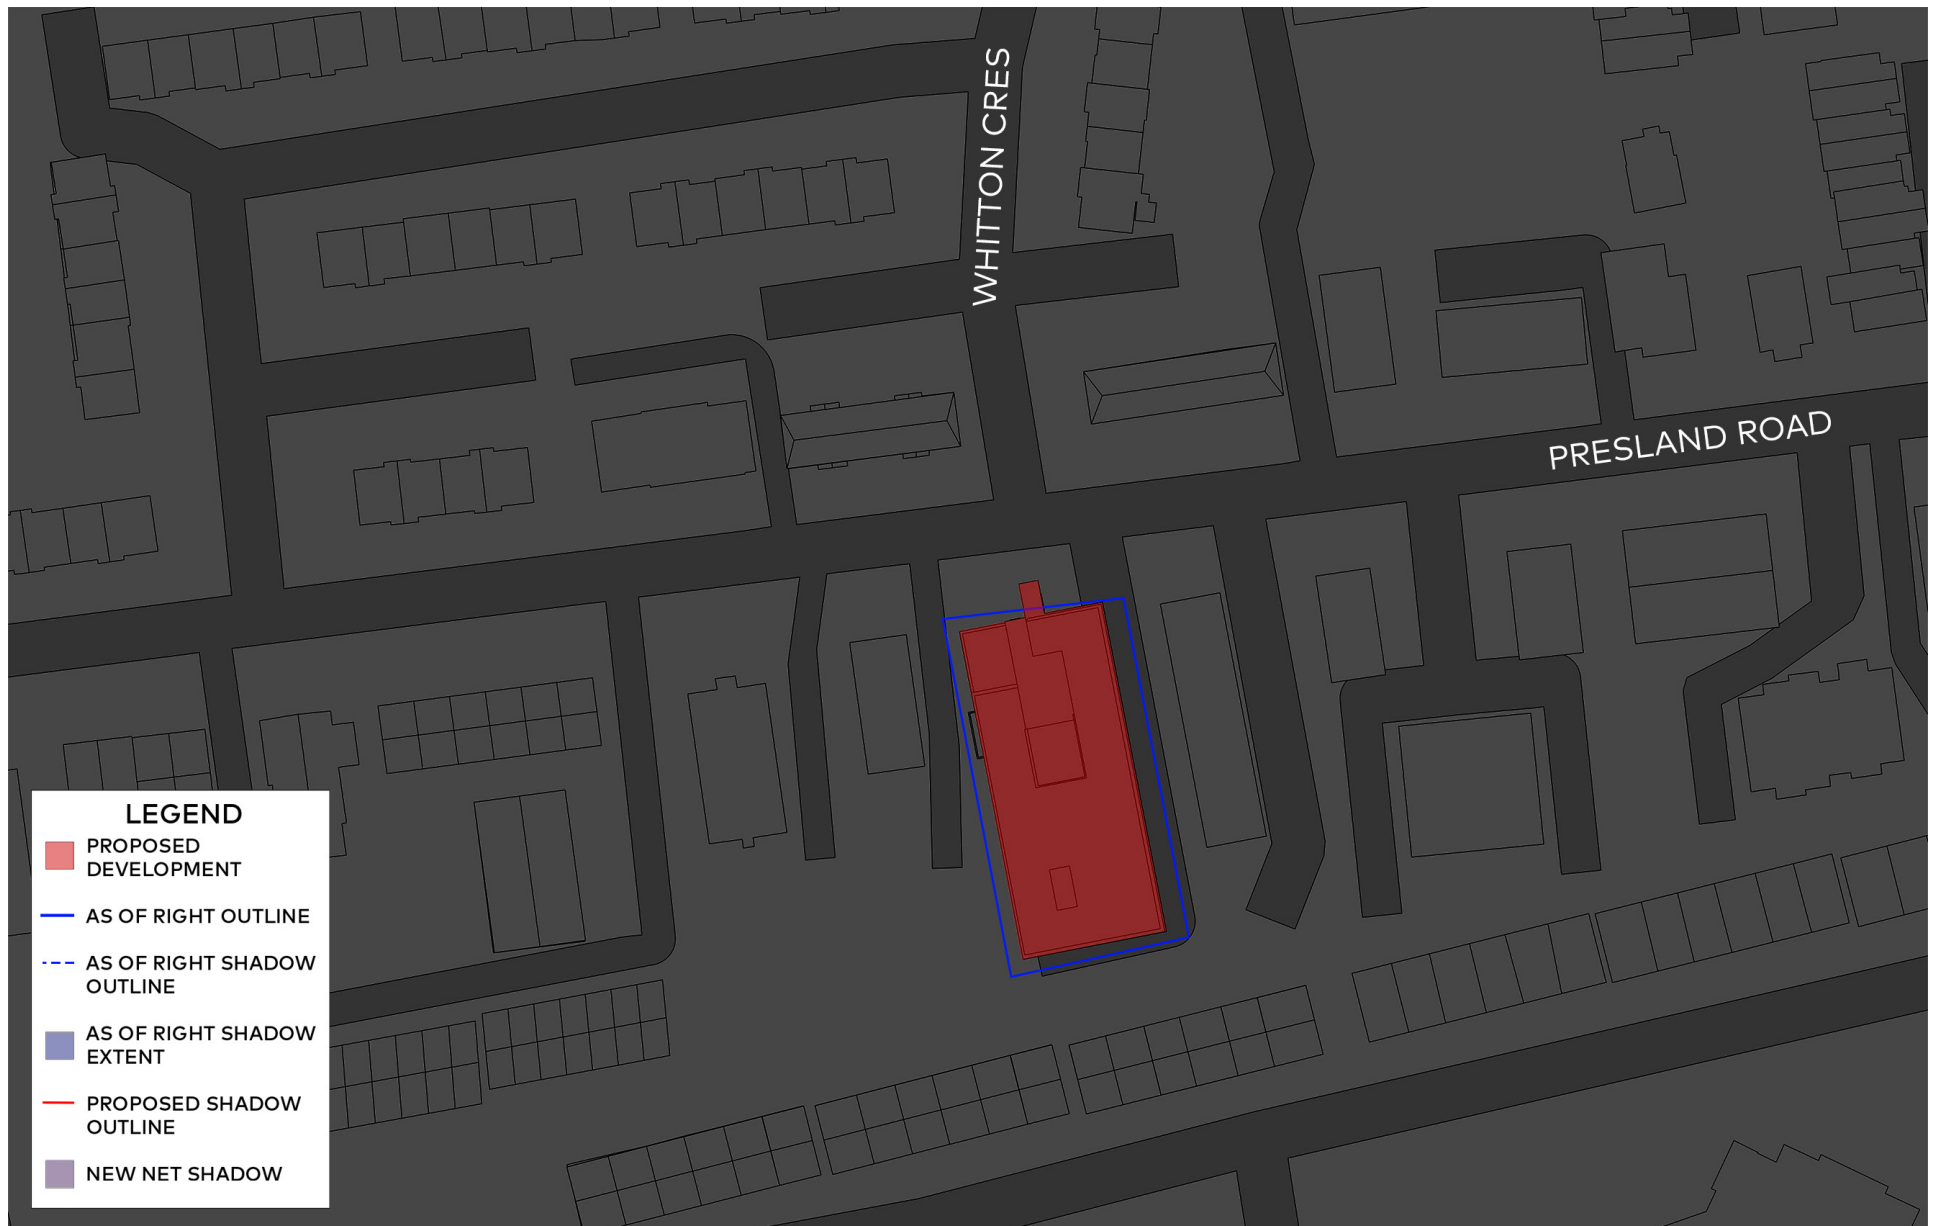 WHITTON CRES
PRESLAND ROAD
LEGEND
PROPOSED
DEVELOPMENT
AS OF RIGHT OUTLINE
AS OF RIGHT SHADOW
OUTLINE
AS OF RIGHT SHADOW
EXTENT
PROPOSED SHADOW
OUTLINE
NEW NET SHADOW